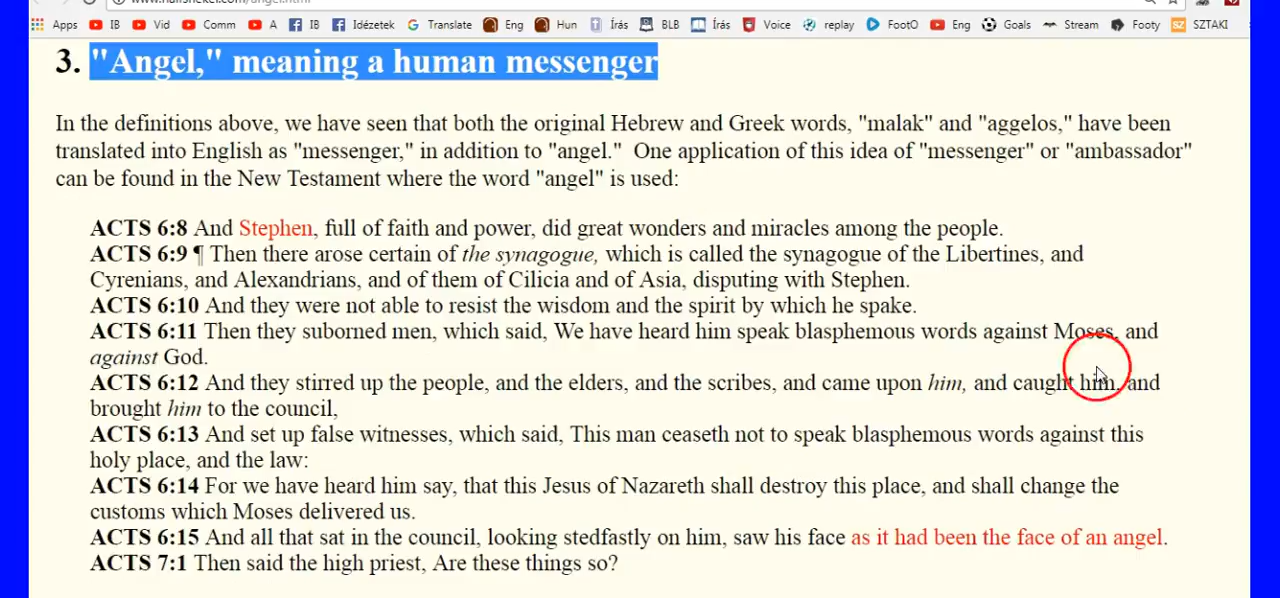 Apps IB Vid Comm A IB Idézetek Translate Eng Hun Írás BLB Írás Voice replay FootO Eng Goals Stream Footy SZTAKI
3. "Angel," meaning a human messenger
In the definitions above, we have seen that both the original Hebrew and Greek words, "malak" and "aggelos," have been
translated into English as "messenger," in addition to "angel." One application of this idea of "messenger" or "ambassador"
can be found in the New Testament where the word "angel" is used:
ACTS 6:8 And Stephen, full of faith and power, did great wonders and miracles among the people.
ACTS 6:9 ¶ Then there arose certain of the synagogue, which is called the synagogue of the Libertines, and
Cyrenians, and Alexandrians, and of them of Cilicia and of Asia, disputing with Stephen.
ACTS 6:10 And they were not able to resist the wisdom and the spirit by which he spake.
ACTS 6:11 Then they suborned men, which said, We have heard him speak blasphemous words against Moses, and
against God.
ACTS 6:12 And they stirred up the people, and the elders, and the scribes, and came upon him, and caught him, and
brought him to the council,
ACTS 6:13 And set up false witnesses, which said, This man ceaseth not to speak blasphemous words against this
holy place, and the law:
ACTS 6:14 For we have heard him say, that this Jesus of Nazareth shall destroy this place, and shall change the
customs which Moses delivered us.
ACTS 6:15 And all that sat in the council, looking stedfastly on him, saw his face as it had been the face of an angel.
ACTS 7:1 Then said the high priest, Are these things so?